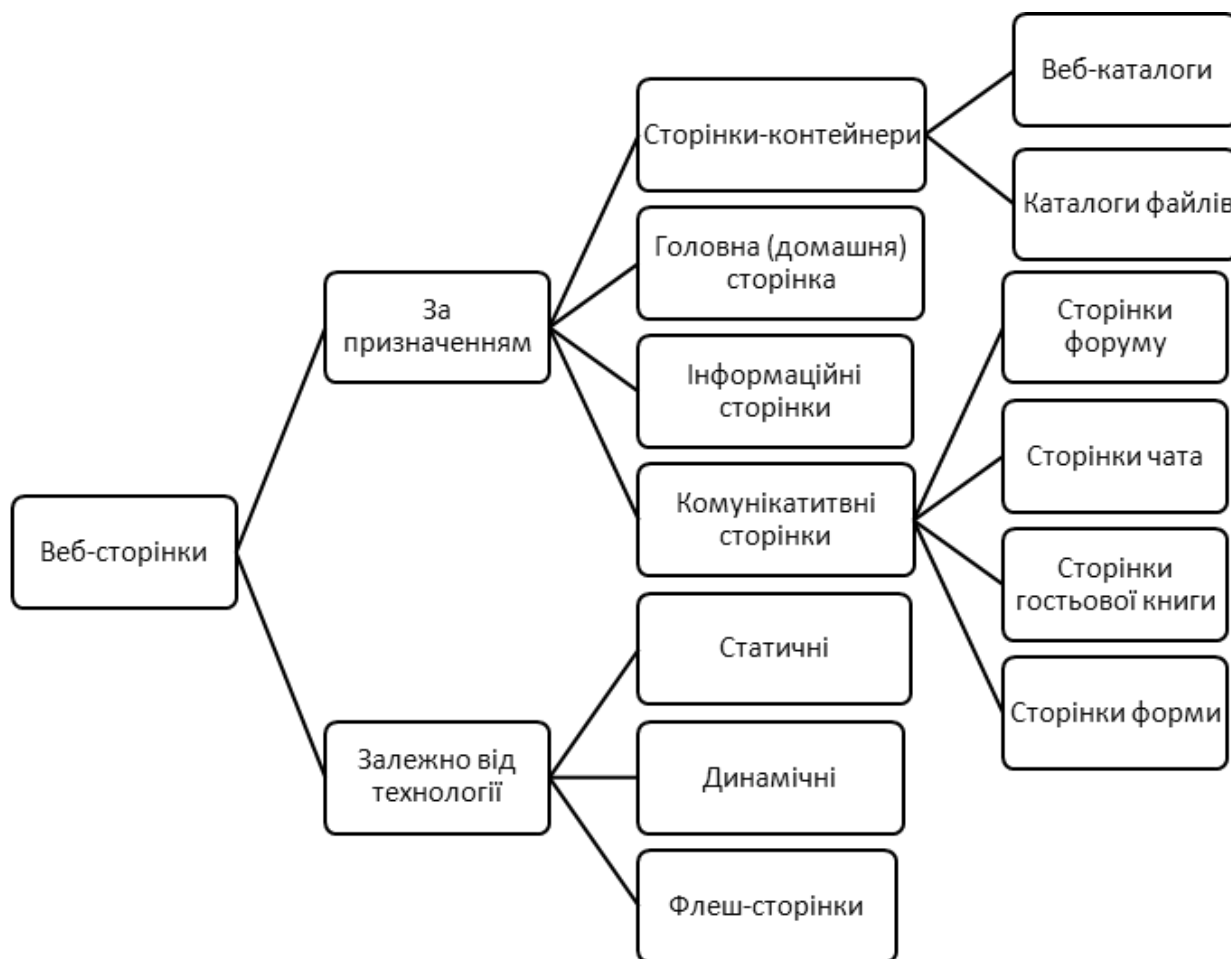 Веб-сторінки
За
призначенням
Сторінки-контейнери
Веб-каталоги
Каталоги файлів
Головна (домашня)
сторінка
Інформаційні
сторінки
Комунікатитвні
сторінки
Сторінки
форуму
Сторінки чата
Сторінки
гостьової книги
Сторінки форми
Залежно від
технології
Статичні
Динамічні
Флеш-сторінки